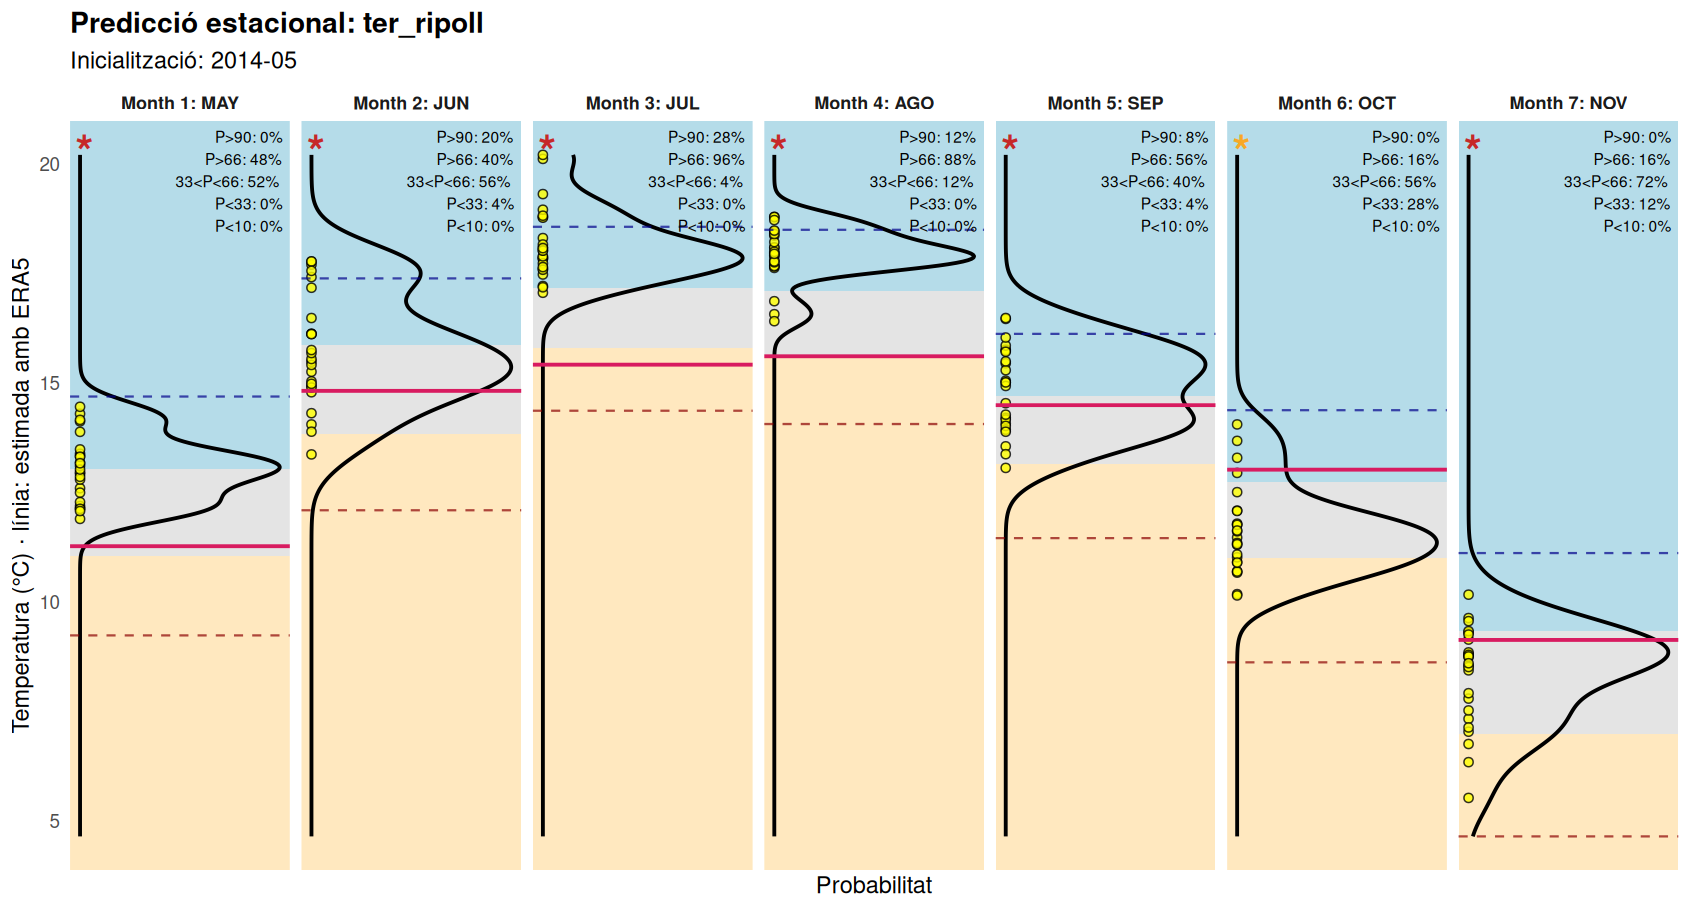 Predicció estacional: ter_ripoll
Inicialització: 2014-05
Month 1: MAY
Month 2: JUN
Month 3: JUL
Month 4: AGO
Month 5: SEP
Month 6: OCT
Month 7: NOV
P>90: 0%
P>66: 48%
33<P<66: 52%
P<33: 0%
P<10: 0%
P>90: 20%
P>66: 40%
33<P<66: 56%
P<33: 4%
P<10: 0%
P>90: 28%
P>66: 96%
33<P<66: 4%
P<33: 0%
P<10: 0%
P>90: 12%
P>66: 88%
33<P<66: 12%
P<33: 0%
P<10: 0%
P>90: 8%
P>66: 56%
33<P<66: 40%
P<33: 4%
P<10: 0%
P>90: 0%
P>66: 16%
33<P<66: 56%
P<33: 28%
P<10: 0%
P>90: 0%
P>66: 16%
33<P<66: 72%
P<33: 12%
P<10: 0%
20
15
10
5
Temperatura (°C) · línia: estimada amb ERA5
Probabilitat